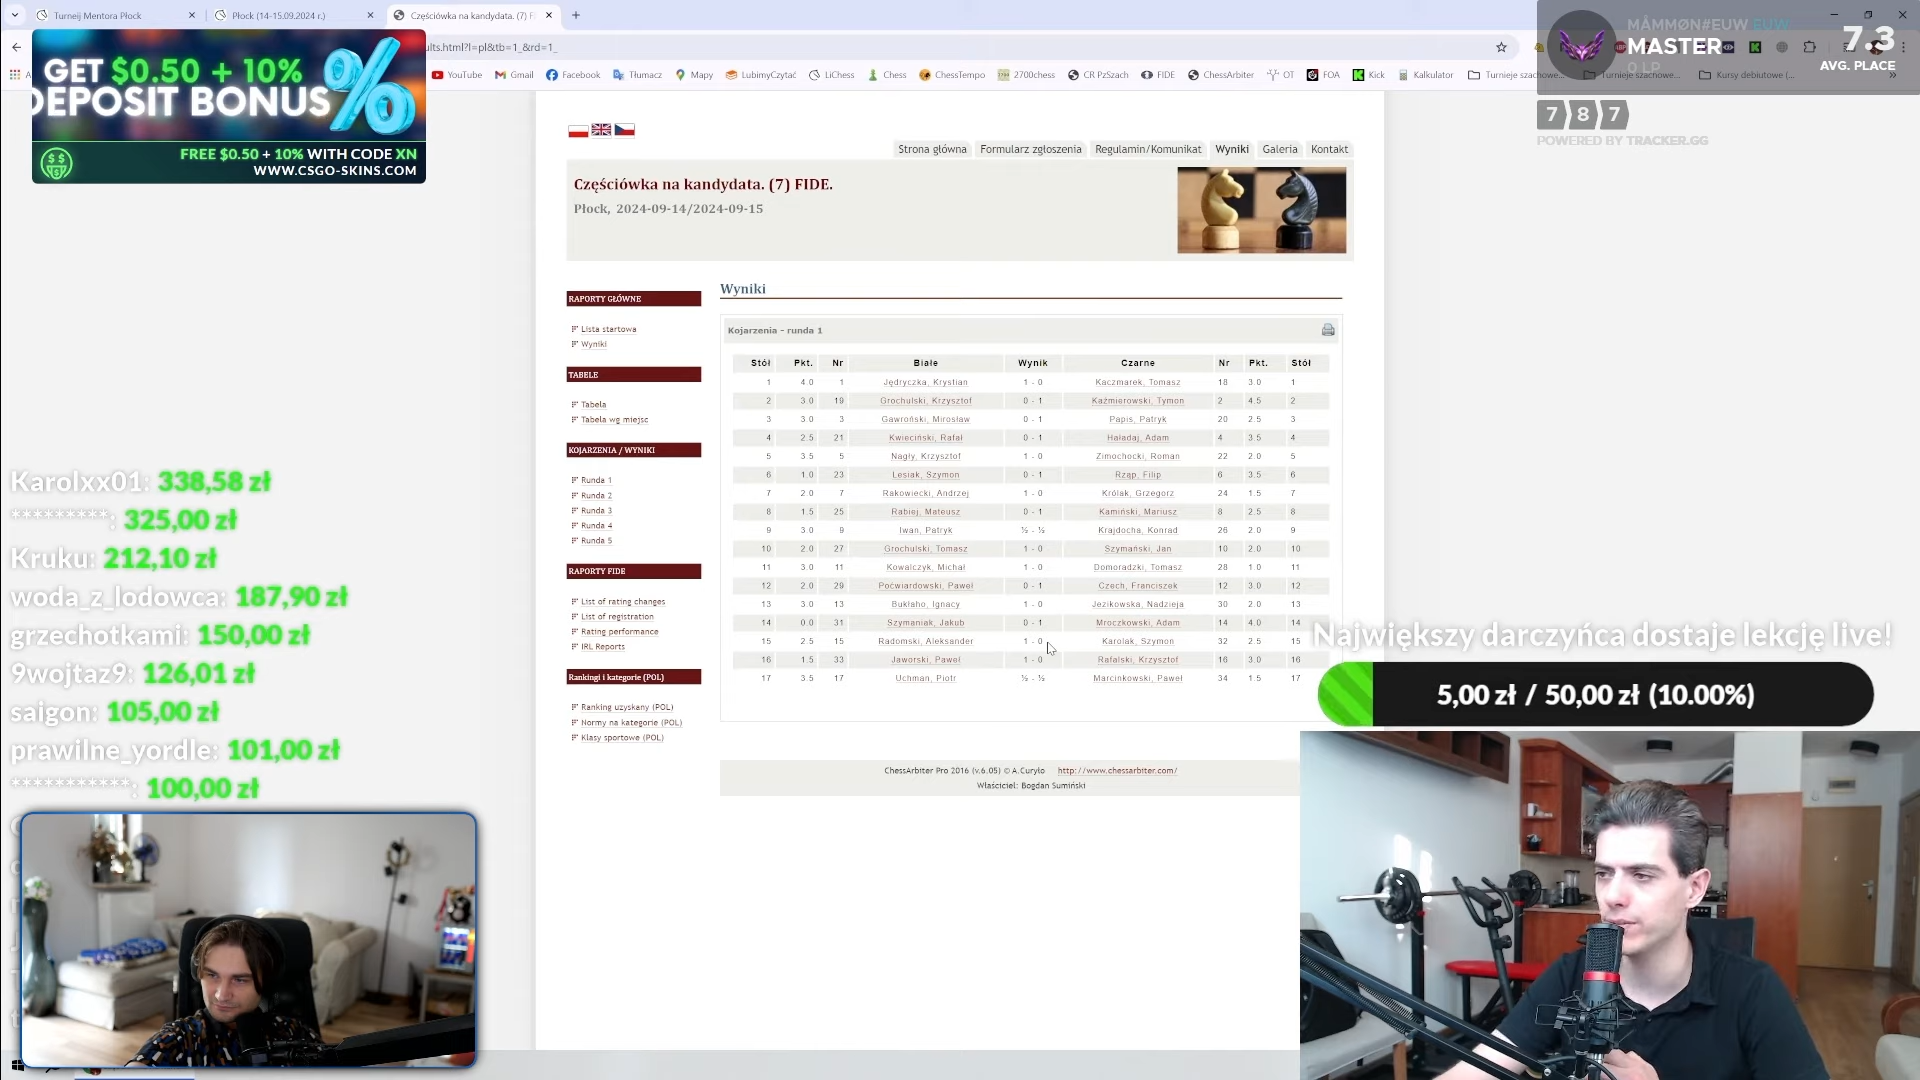 Turneij Mentora Płock
Płock (14-15.09.2024 r.)
Częściówka na kandydata. (7) F
ults.html?l=pl&tb=1_&rd=1_
YouTube
Gmail
Facebook
Tłumacz
Mapy
LubimyCzytać
LiChess
Chess
ChessTempo
2700chess
CR PzSzach
FIDE
ChessArbiter
OT
FOA
Kick
Kalkulator
Turnieje szachowe...
Turnieje szachowe...
Kursy debiutowe (...
GET $0.50 + 10%
DEPOSIT BONUS
%
FREE $0.50 + 10% WITH CODE XN
WWW.CSGO-SKINS.COM
MÅMMØN#EUW EUW
MASTER
0 LP
7.3
AVG. PLACE
7 8 7
POWERED BY TRACKER.GG
Strona główna Formularz zgłoszenia Regulamin/Komunikat Wyniki Galeria Kontakt
Częściówka na kandydata. (7) FIDE.
Płock, 2024-09-14/2024-09-15
RAPORTY GŁÓWNE
Lista startowa
Wyniki
TABELE
Tabela
Tabela wg miejsc
KOJARZENIA / WYNIKI
Runda 1
Runda 2
Runda 3
Runda 4
Runda 5
RAPORTY FIDE
List of rating changes
List of registration
Rating performance
IRL Reports
Rankingi i kategorie (POL)
Ranking uzyskany (POL)
Normy na kategorie (POL)
Klasy sportowe (POL)
Wyniki
Kojarzenia - runda 1
Stół Pkt. Nr Białe Wynik Czarne Nr Pkt. Stół
1 4.0 1 Jędryczka, Krystian 1 - 0 Kaczmarek, Tomasz 18 3.0 1
2 3.0 19 Grochulski, Krzysztof 0 - 1 Kaźmierowski, Tymon 2 4.5 2
3 3.0 3 Gawroński, Mirosław 0 - 1 Papis, Patryk 20 2.5 3
4 2.5 21 Kwieciński, Rafał 0 - 1 Haładaj, Adam 4 3.5 4
5 3.5 5 Nagły, Krzysztof 1 - 0 Zimochocki, Roman 22 2.0 5
6 1.0 23 Lesiak, Szymon 0 - 1 Rząp, Filip 6 3.5 6
7 2.0 7 Rakowiecki, Andrzej 1 - 0 Królak, Grzegorz 24 1.5 7
8 1.5 25 Rabiej, Mateusz 0 - 1 Kamiński, Mariusz 8 2.5 8
9 3.0 9 Iwan, Patryk ½ - ½ Krajdocha, Konrad 26 2.0 9
10 2.0 27 Grochulski, Tomasz 1 - 0 Szymański, Jan 10 2.0 10
11 3.0 11 Kowalczyk, Michał 1 - 0 Domoradzki, Tomasz 28 1.0 11
12 2.0 29 Poćwiardowski, Paweł 0 - 1 Czech, Franciszek 12 3.0 12
13 3.0 13 Bukłaho, Ignacy 1 - 0 Jezikowska, Nadzieja 30 2.0 13
14 0.0 31 Szymaniak, Jakub 0 - 1 Mroczkowski, Adam 14 4.0 14
15 2.5 15 Radomski, Aleksander 1 - 0 Karolak, Szymon 32 2.5 15
16 1.5 33 Jaworski, Paweł 1 - 0 Rafalski, Krzysztof 16 3.0 16
17 3.5 17 Uchman, Piotr ½ - ½ Marcinkowski, Paweł 34 1.5 17
ChessArbiter Pro 2016 (v.6.05) © A.Curyło http://www.chessarbiter.com/
Właściciel: Bogdan Sumiński
Karolxx01: 338,58 zł
*********: 325,00 zł
Kruku: 212,10 zł
woda_z_lodowca: 187,90 zł
grzechotkami: 150,00 zł
9wojtaz9: 126,01 zł
saigon: 105,00 zł
prawilne_yordle: 101,00 zł
***********: 100,00 zł
Największy darczyńca dostaje lekcję live!
5,00 zł / 50,00 zł (10.00%)